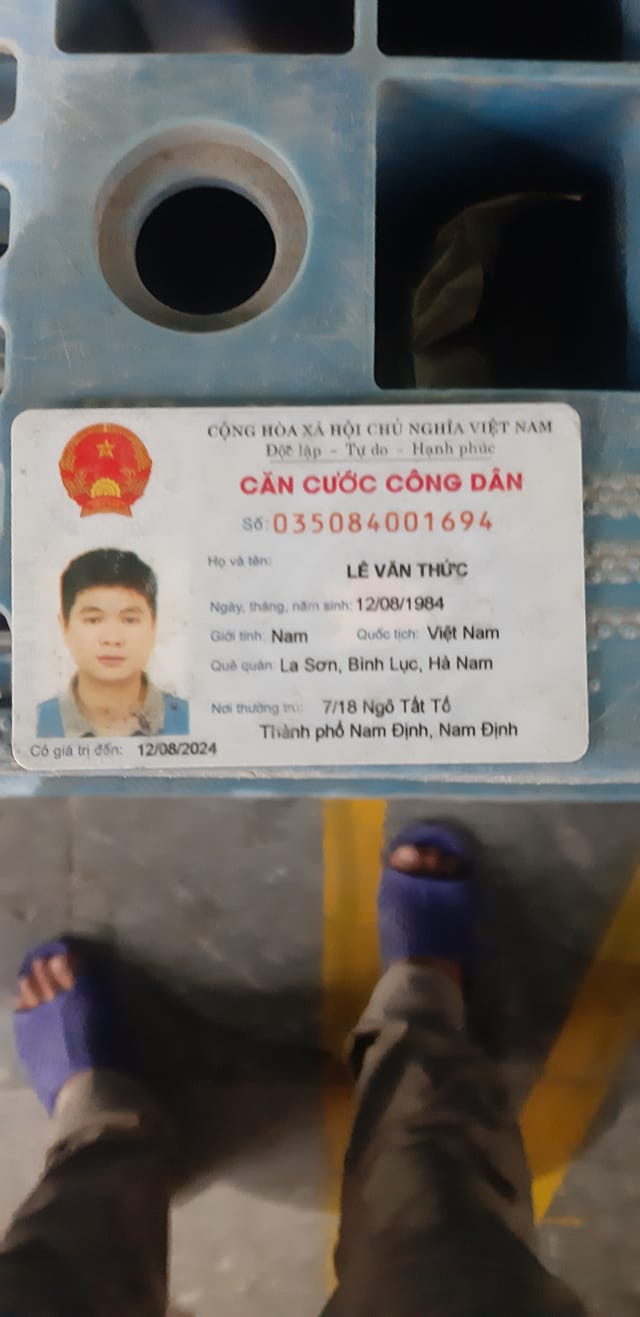 CỘNG HÒA XÃ HỘI CHỦ NGHĨA VIỆT NAM
Độc lập - Tự do - Hạnh phúc
CĂN CƯỚC CÔNG DÂN
Số: 035084001694
Họ và tên: LÊ VĂN THỨC
Ngày, tháng, năm sinh: 12/08/1984
Giới tính: Nam Quốc tịch: Việt Nam
Quê quán: La Sơn, Bình Lục, Hà Nam
Nơi thường trú: 7/18 Ngô Tất Tố
Thành phố Nam Định, Nam Định
Có giá trị đến: 12/08/2024